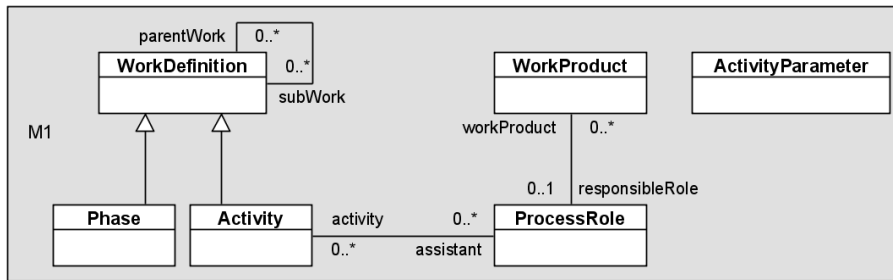 parentWork 0..*
WorkDefinition
0..*
subWork
WorkProduct
ActivityParameter
M1
workProduct 0..*
0..1 responsibleRole
Phase
Activity
activity 0..*
0..* assistant
ProcessRole